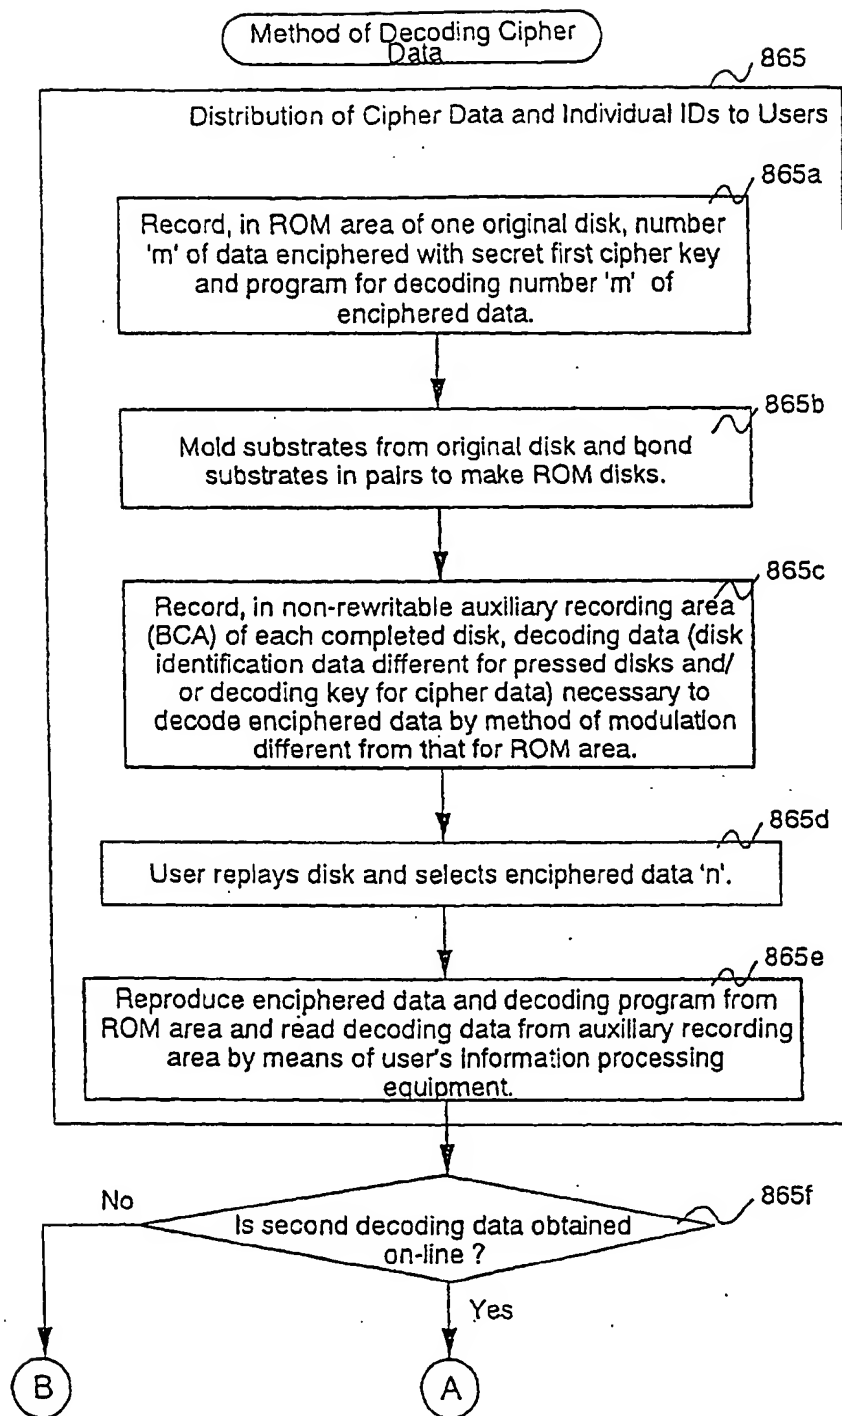 Method of Decoding Cipher
Data
865
Distribution of Cipher Data and Individual IDs to Users
865a
Record, in ROM area of one original disk, number
'm' of data enciphered with secret first cipher key
and program for decoding number 'm' of
enciphered data.
865b
Mold substrates from original disk and bond
substrates in pairs to make ROM disks.
865c
Record, in non-rewritable auxiliary recording area
(BCA) of each completed disk, decoding data (disk
identification data different for pressed disks and/
or decoding key for cipher data) necessary to
decode enciphered data by method of modulation
different from that for ROM area.
865d
User replays disk and selects enciphered data 'n'.
865e
Reproduce enciphered data and decoding program from
ROM area and read decoding data from auxiliary recording
area by means of user's information processing
equipment.
865f
No
Is second decoding data obtained
on-line ?
Yes
B
A